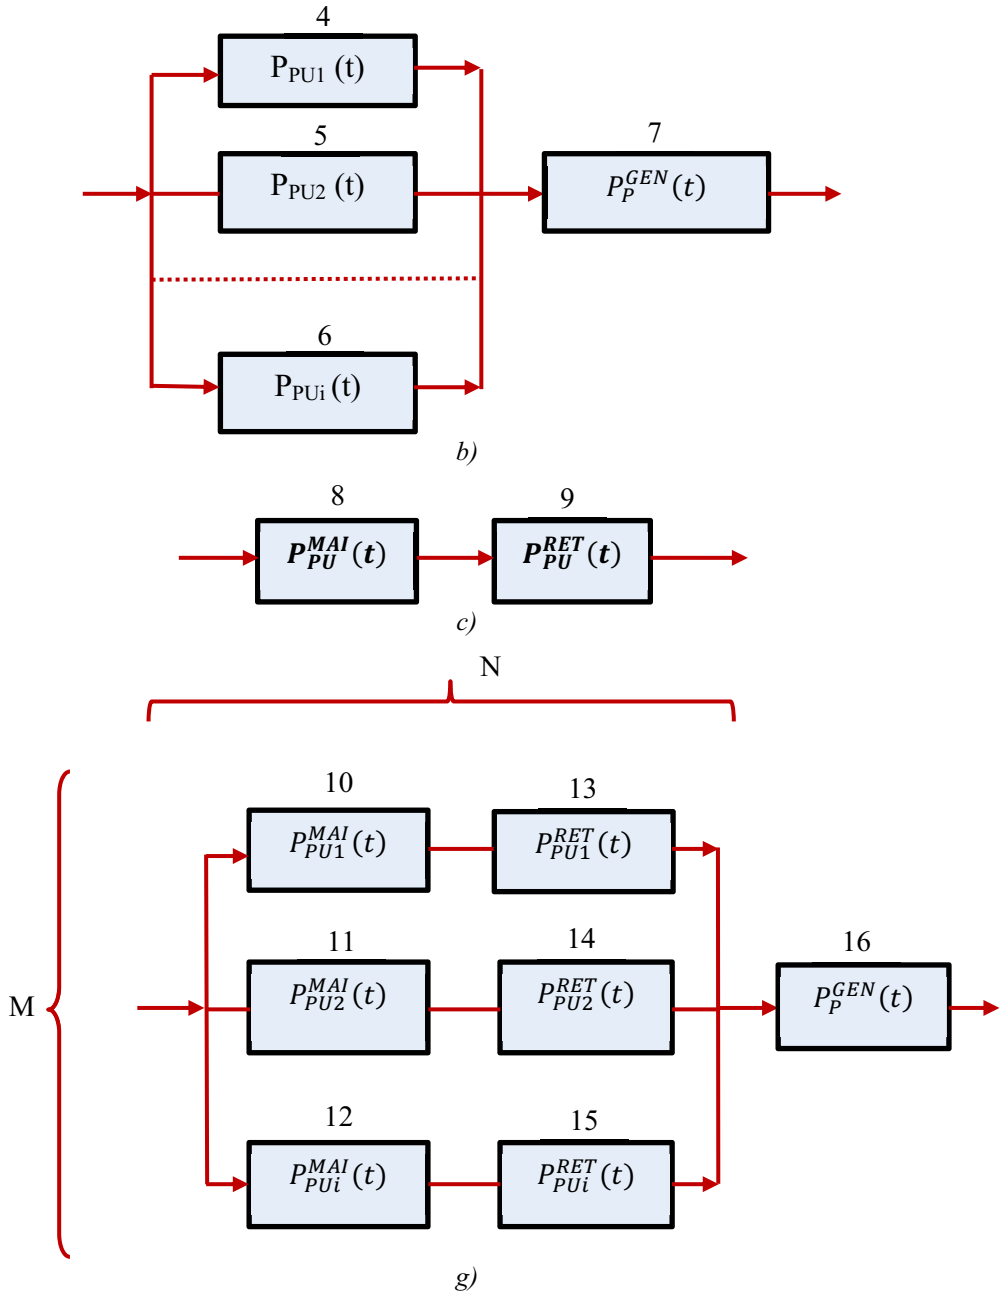 4
P_PU1 (t)
5
7
P_PU2 (t)
P_P^GEN(t)
6
P_PUi (t)
b)
8
9
P_PU^MAI(t)
P_PU^RET(t)
c)
N
10
13
P_PU1^MAI(t)
P_PU1^RET(t)
11
14
16
P_PU2^MAI(t)
P_PU2^RET(t)
P_P^GEN(t)
M
12
15
P_PUi^MAI(t)
P_PUi^RET(t)
g)